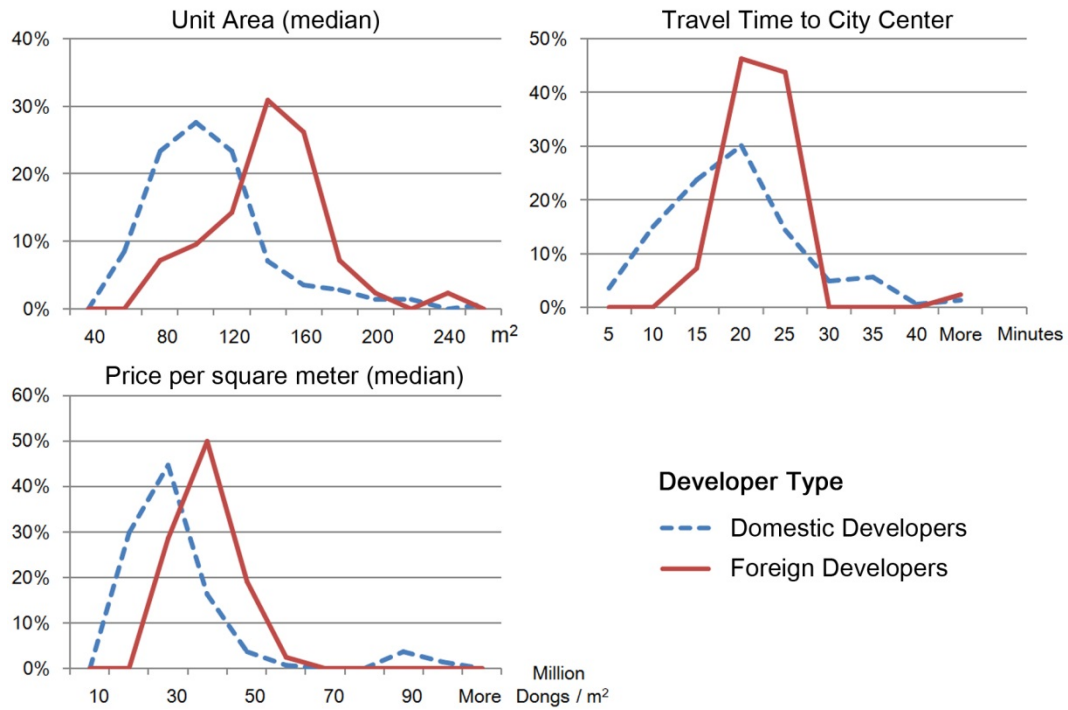 Unit Area (median)
40%
30%
20%
10%
0%
40 80 120 160 200 240 m²
Travel Time to City Center
50%
40%
30%
20%
10%
0%
5 10 15 20 25 30 35 40 More Minutes
Price per square meter (median)
60%
50%
40%
30%
20%
10%
0%
10 30 50 70 90 More Million
Dongs / m²
Developer Type
Domestic Developers
Foreign Developers